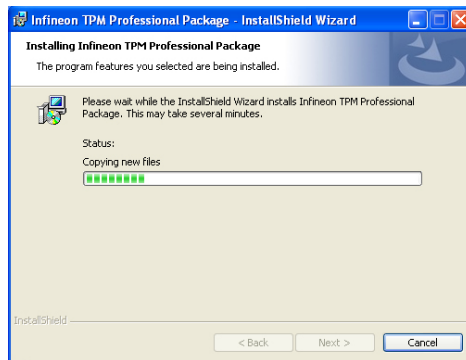 Infineon TPM Professional Package - InstallShield Wizard
Installing Infineon TPM Professional Package
The program features you selected are being installed.
Please wait while the InstallShield Wizard installs Infineon TPM Professional
Package. This may take several minutes.
Status:
Copying new files
InstallShield
< Back Next > Cancel